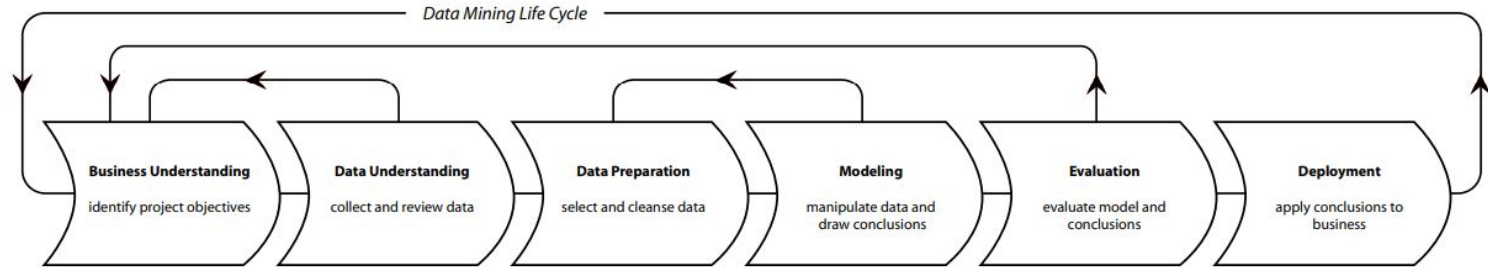 Data Mining Life Cycle
Business Understanding
identify project objectives
Data Understanding
collect and review data
Data Preparation
select and cleanse data
Modeling
manipulate data and
draw conclusions
Evaluation
evaluate model and
conclusions
Deployment
apply conclusions to
business